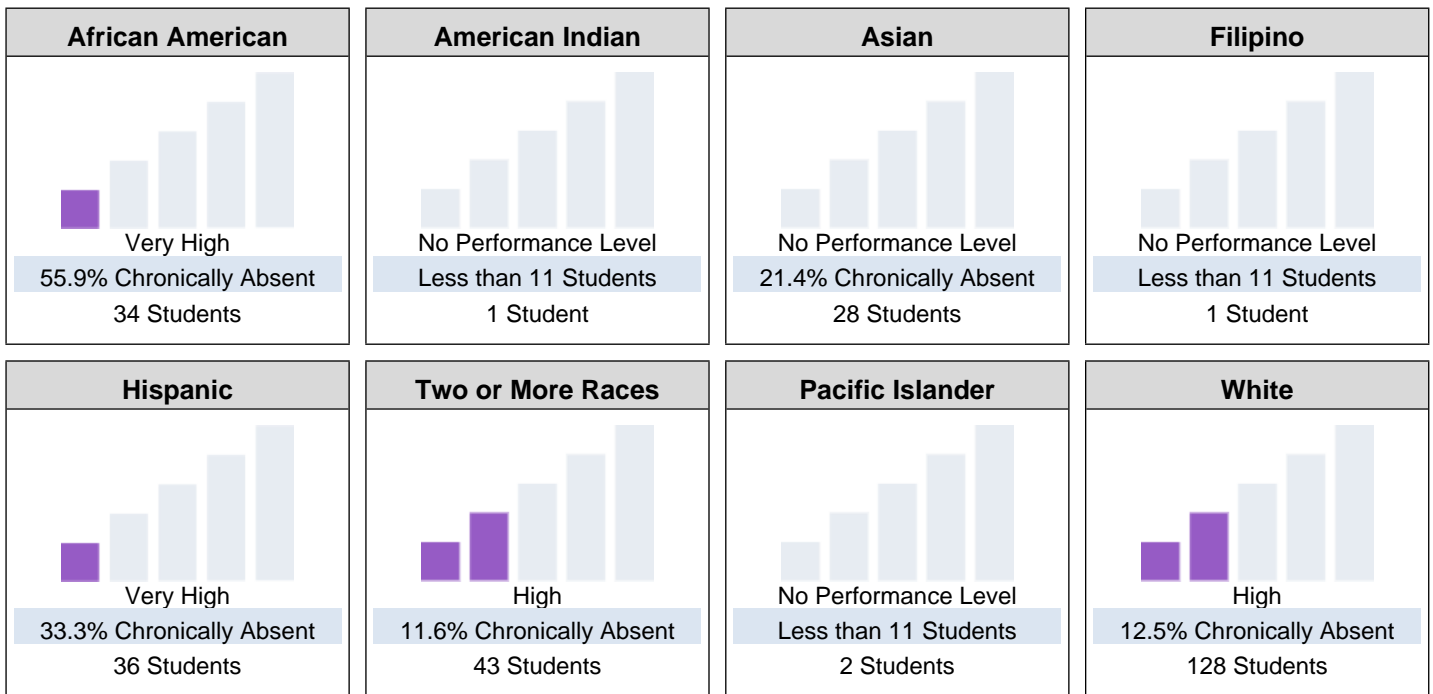 African American
Very High
55.9% Chronically Absent
34 Students
American Indian
No Performance Level
Less than 11 Students
1 Student
Asian
No Performance Level
21.4% Chronically Absent
28 Students
Filipino
No Performance Level
Less than 11 Students
1 Student
Hispanic
Very High
33.3% Chronically Absent
36 Students
Two or More Races
High
11.6% Chronically Absent
43 Students
Pacific Islander
No Performance Level
Less than 11 Students
2 Students
White
High
12.5% Chronically Absent
128 Students